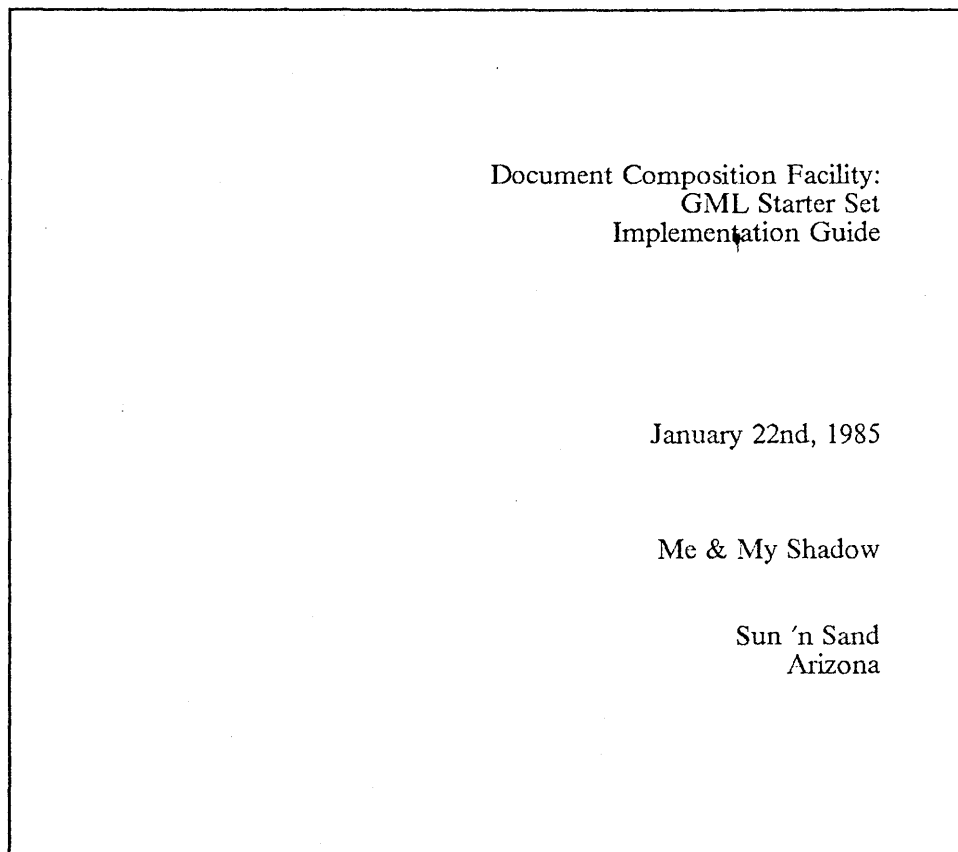 Document Composition Facility:
GML Starter Set
Implementation Guide
January 22nd, 1985
Me & My Shadow
Sun 'n Sand
Arizona